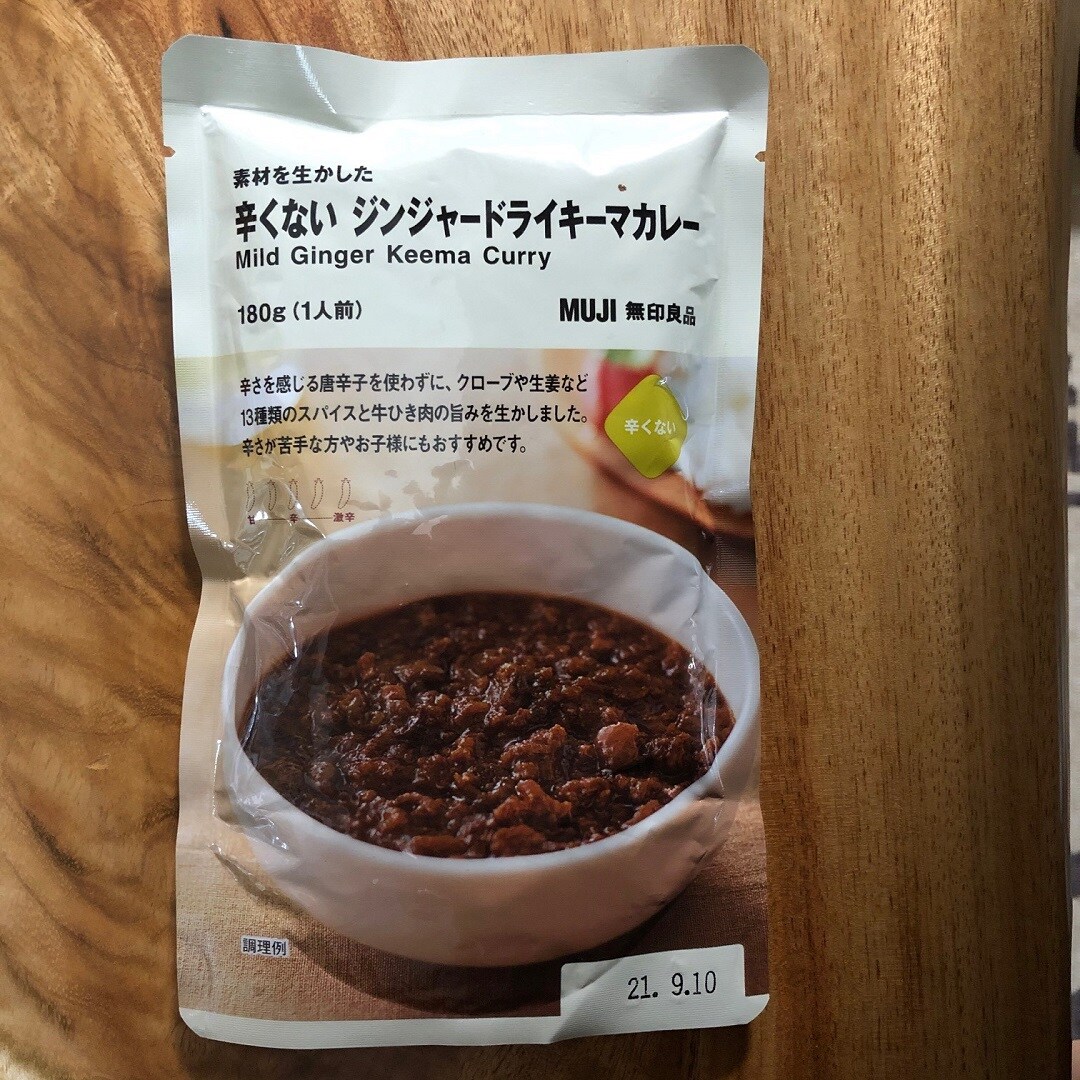 素材を生かした
辛くない ジンジャードライキーマカレー
Mild Ginger Keema Curry
180g（1人前）
MUJI 無印良品
辛さを感じる唐辛子を使わずに、クローブや生姜など
13種類のスパイスと牛ひき肉の旨みを生かしました。
辛さが苦手な方やお子様にもおすすめです。
辛くない
甘 辛 激辛
調理例
21. 9.10